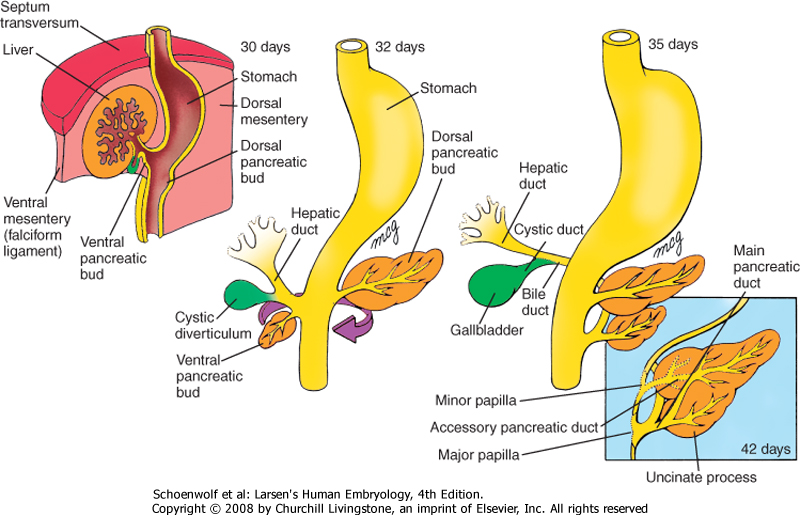 Septum
transversum
Liver
30 days
Stomach
Dorsal
mesentery
Dorsal
pancreatic
bud
Ventral
mesentery
(falciform
ligament)
Ventral
pancreatic
bud
32 days
Stomach
Dorsal
pancreatic
bud
Hepatic
duct
mcg
Cystic
diverticulum
Ventral
pancreatic
bud
35 days
Hepatic
duct
Cystic duct
mcg
Bile
duct
Gallbladder
Main
pancreatic
duct
Minor papilla
Accessory pancreatic duct
Major papilla
42 days
Uncinate process
Schoenwolf et al: Larsen's Human Embryology, 4th Edition.
Copyright © 2008 by Churchill Livingstone, an imprint of Elsevier, Inc. All rights reserved